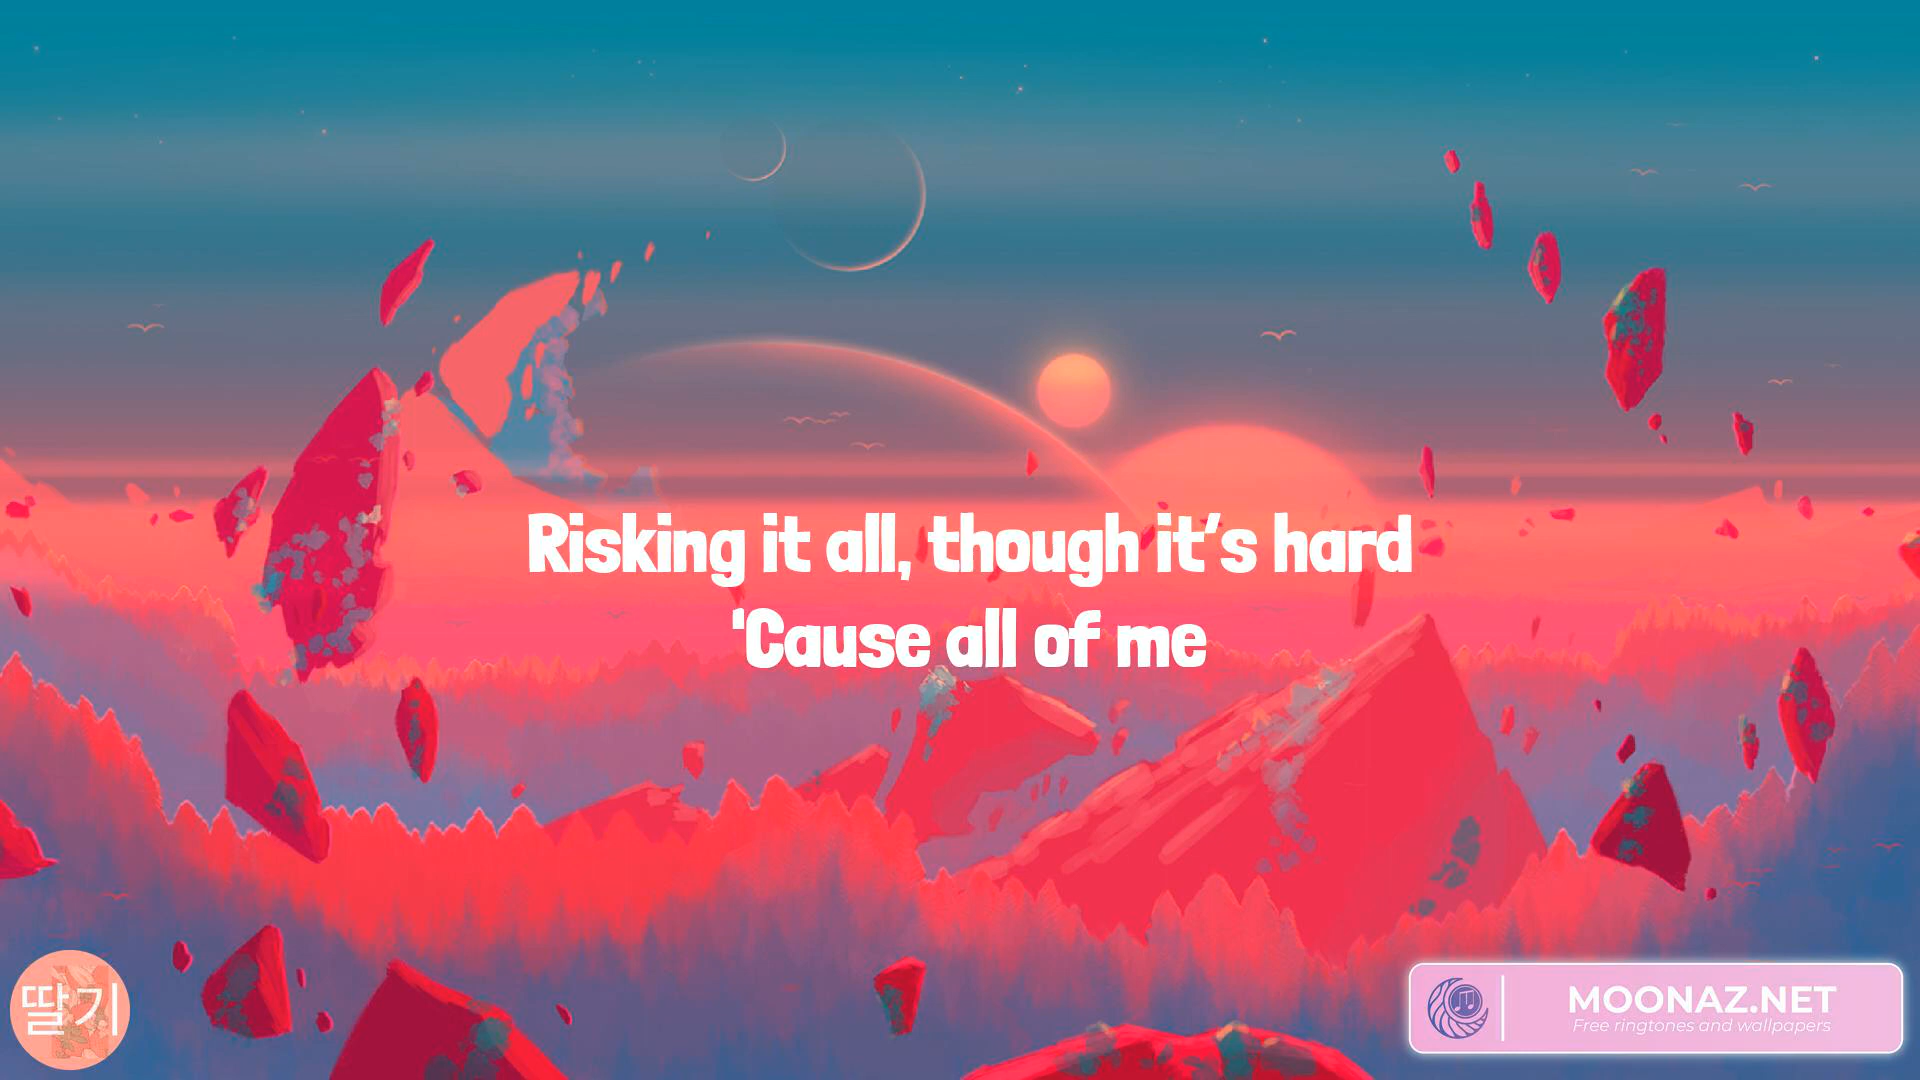 Risking it all, though it's hard
'Cause all of me
딸기
MOONAZ.NET
Free ringtones and wallpapers